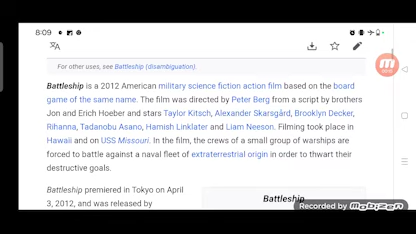 8:09
For other uses, see Battleship (disambiguation).
Battleship is a 2012 American military science fiction action film based on the board
game of the same name. The film was directed by Peter Berg from a script by brothers
Jon and Erich Hoeber and stars Taylor Kitsch, Alexander Skarsgård, Brooklyn Decker,
Rihanna, Tadanobu Asano, Hamish Linklater and Liam Neeson. Filming took place in
Hawaii and on USS Missouri. In the film, the crews of a small group of warships are
forced to battle against a naval fleet of extraterrestrial origin in order to thwart their
destructive goals.
Battleship premiered in Tokyo on April
3, 2012, and was released by
Battleship
Recorded by mobizen